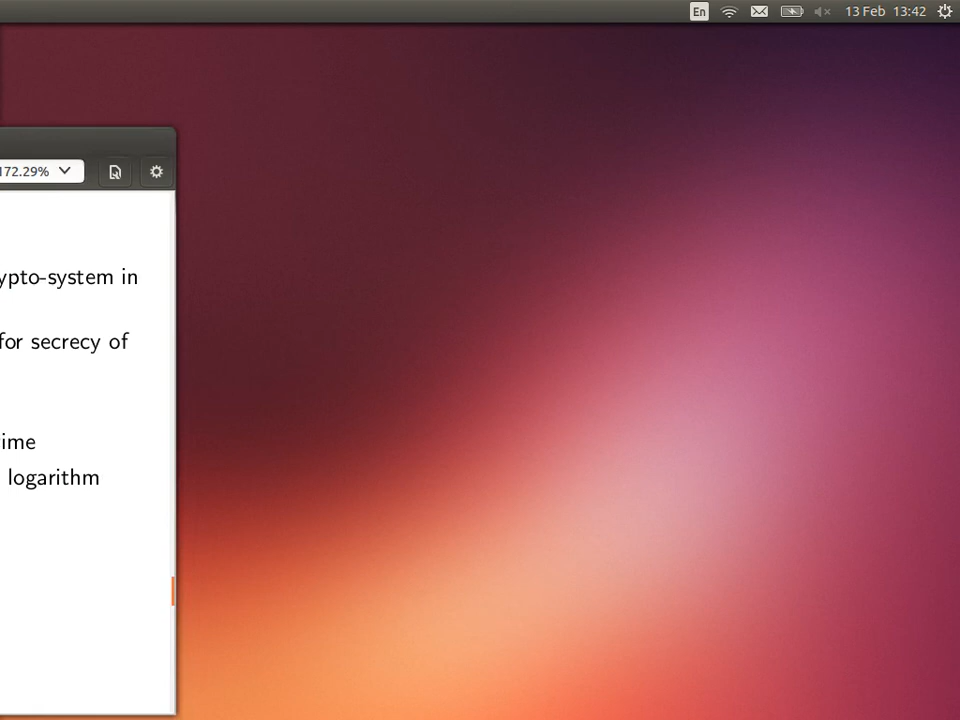 En 13 Feb 13:42
172.29%
ypto-system in
for secrecy of
ime
logarithm